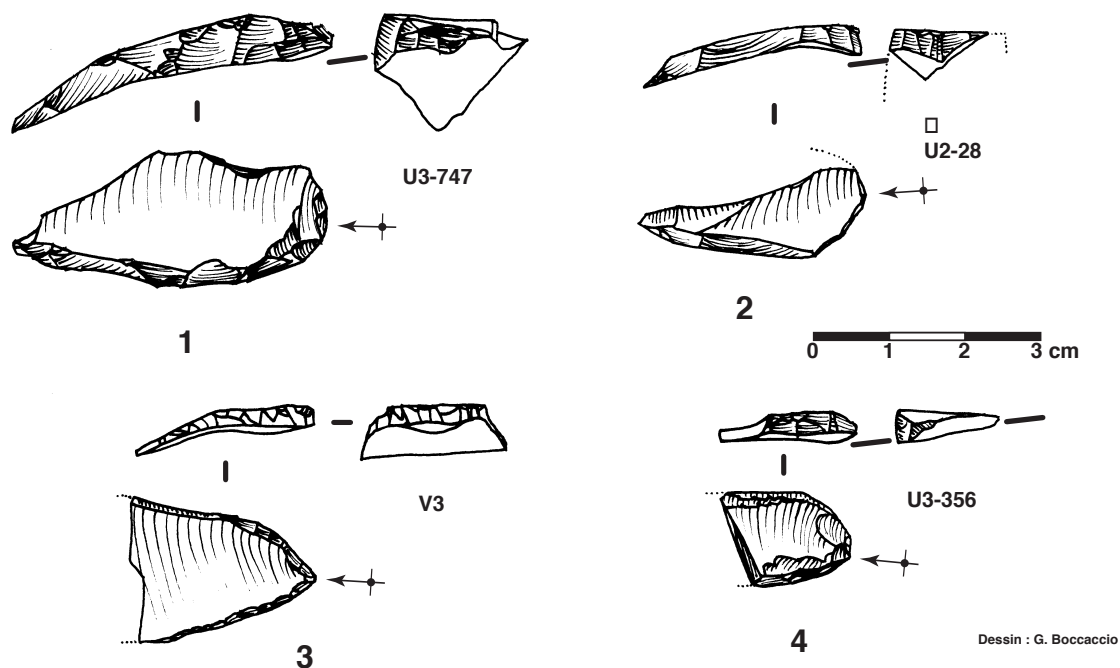 U3-747
□
U2-28
1
2
0 1 2 3 cm
V3
U3-356
3
4
Dessin : G. Boccaccio